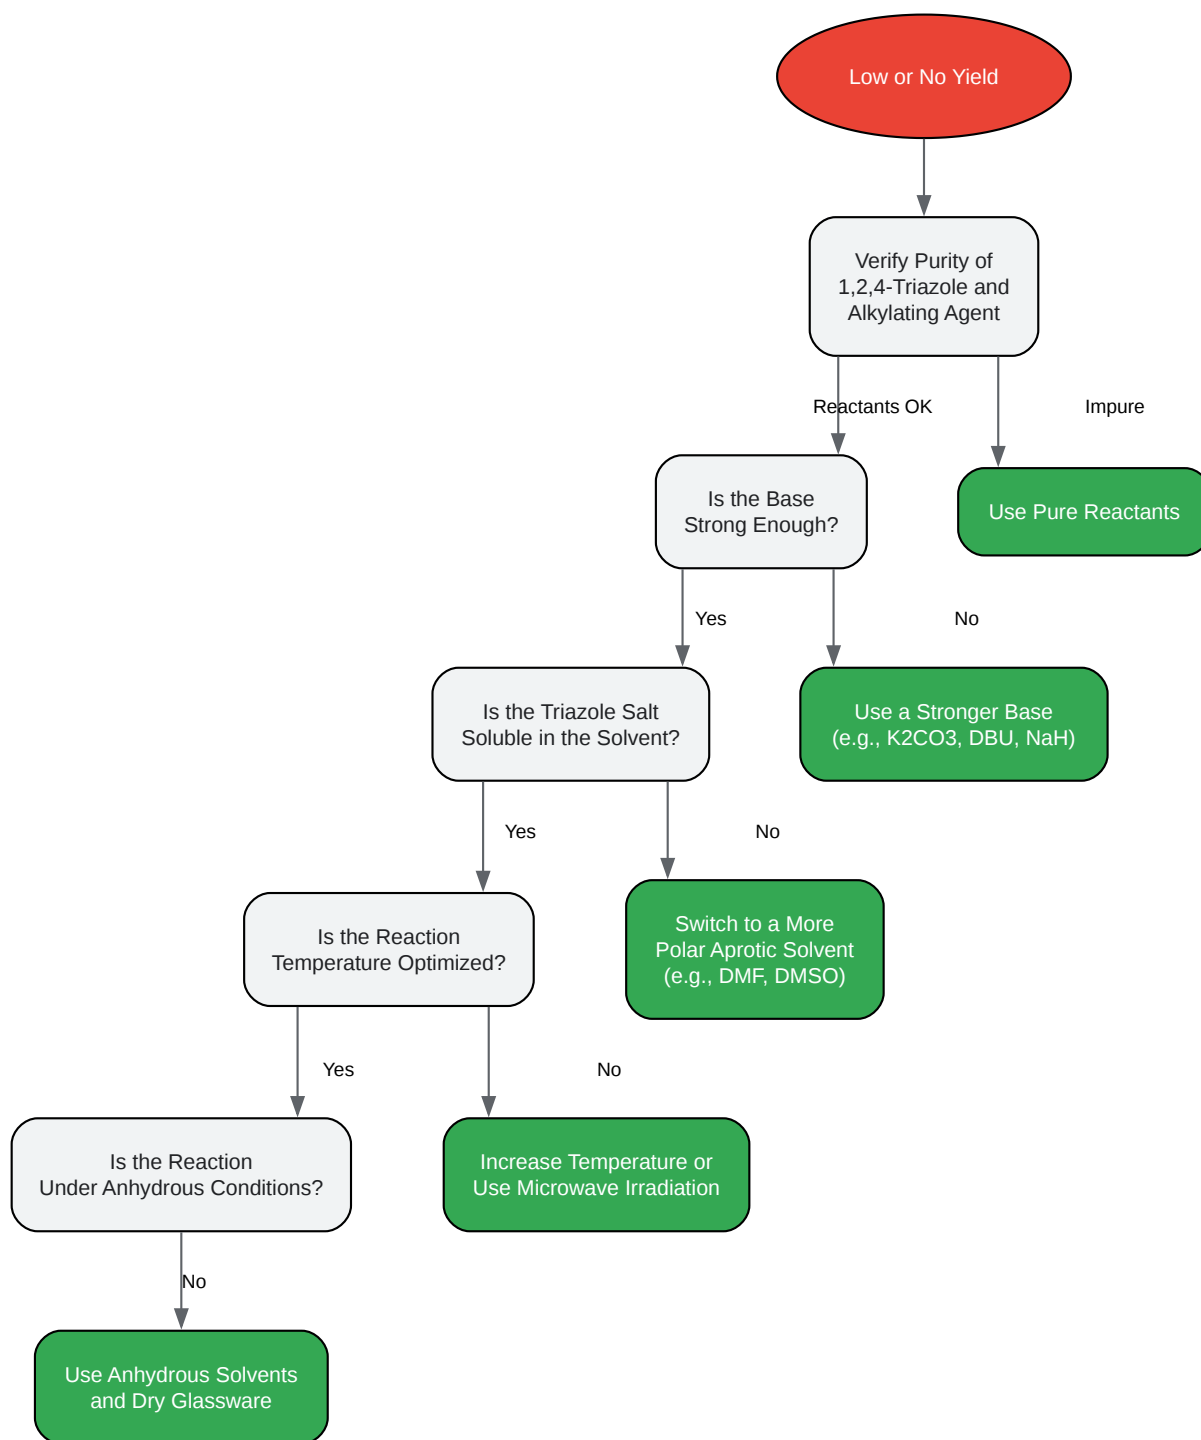 Low or No Yield
Verify Purity of
1,2,4-Triazole and
Alkylating Agent
Reactants OK
Impure
Is the Base
Strong Enough?
Use Pure Reactants
Yes
No
Is the Triazole Salt
Soluble in the Solvent?
Use a Stronger Base
(e.g., K2CO3, DBU, NaH)
Yes
No
Is the Reaction
Temperature Optimized?
Switch to a More
Polar Aprotic Solvent
(e.g., DMF, DMSO)
Yes
No
Is the Reaction
Under Anhydrous Conditions?
Increase Temperature or
Use Microwave Irradiation
No
Use Anhydrous Solvents
and Dry Glassware